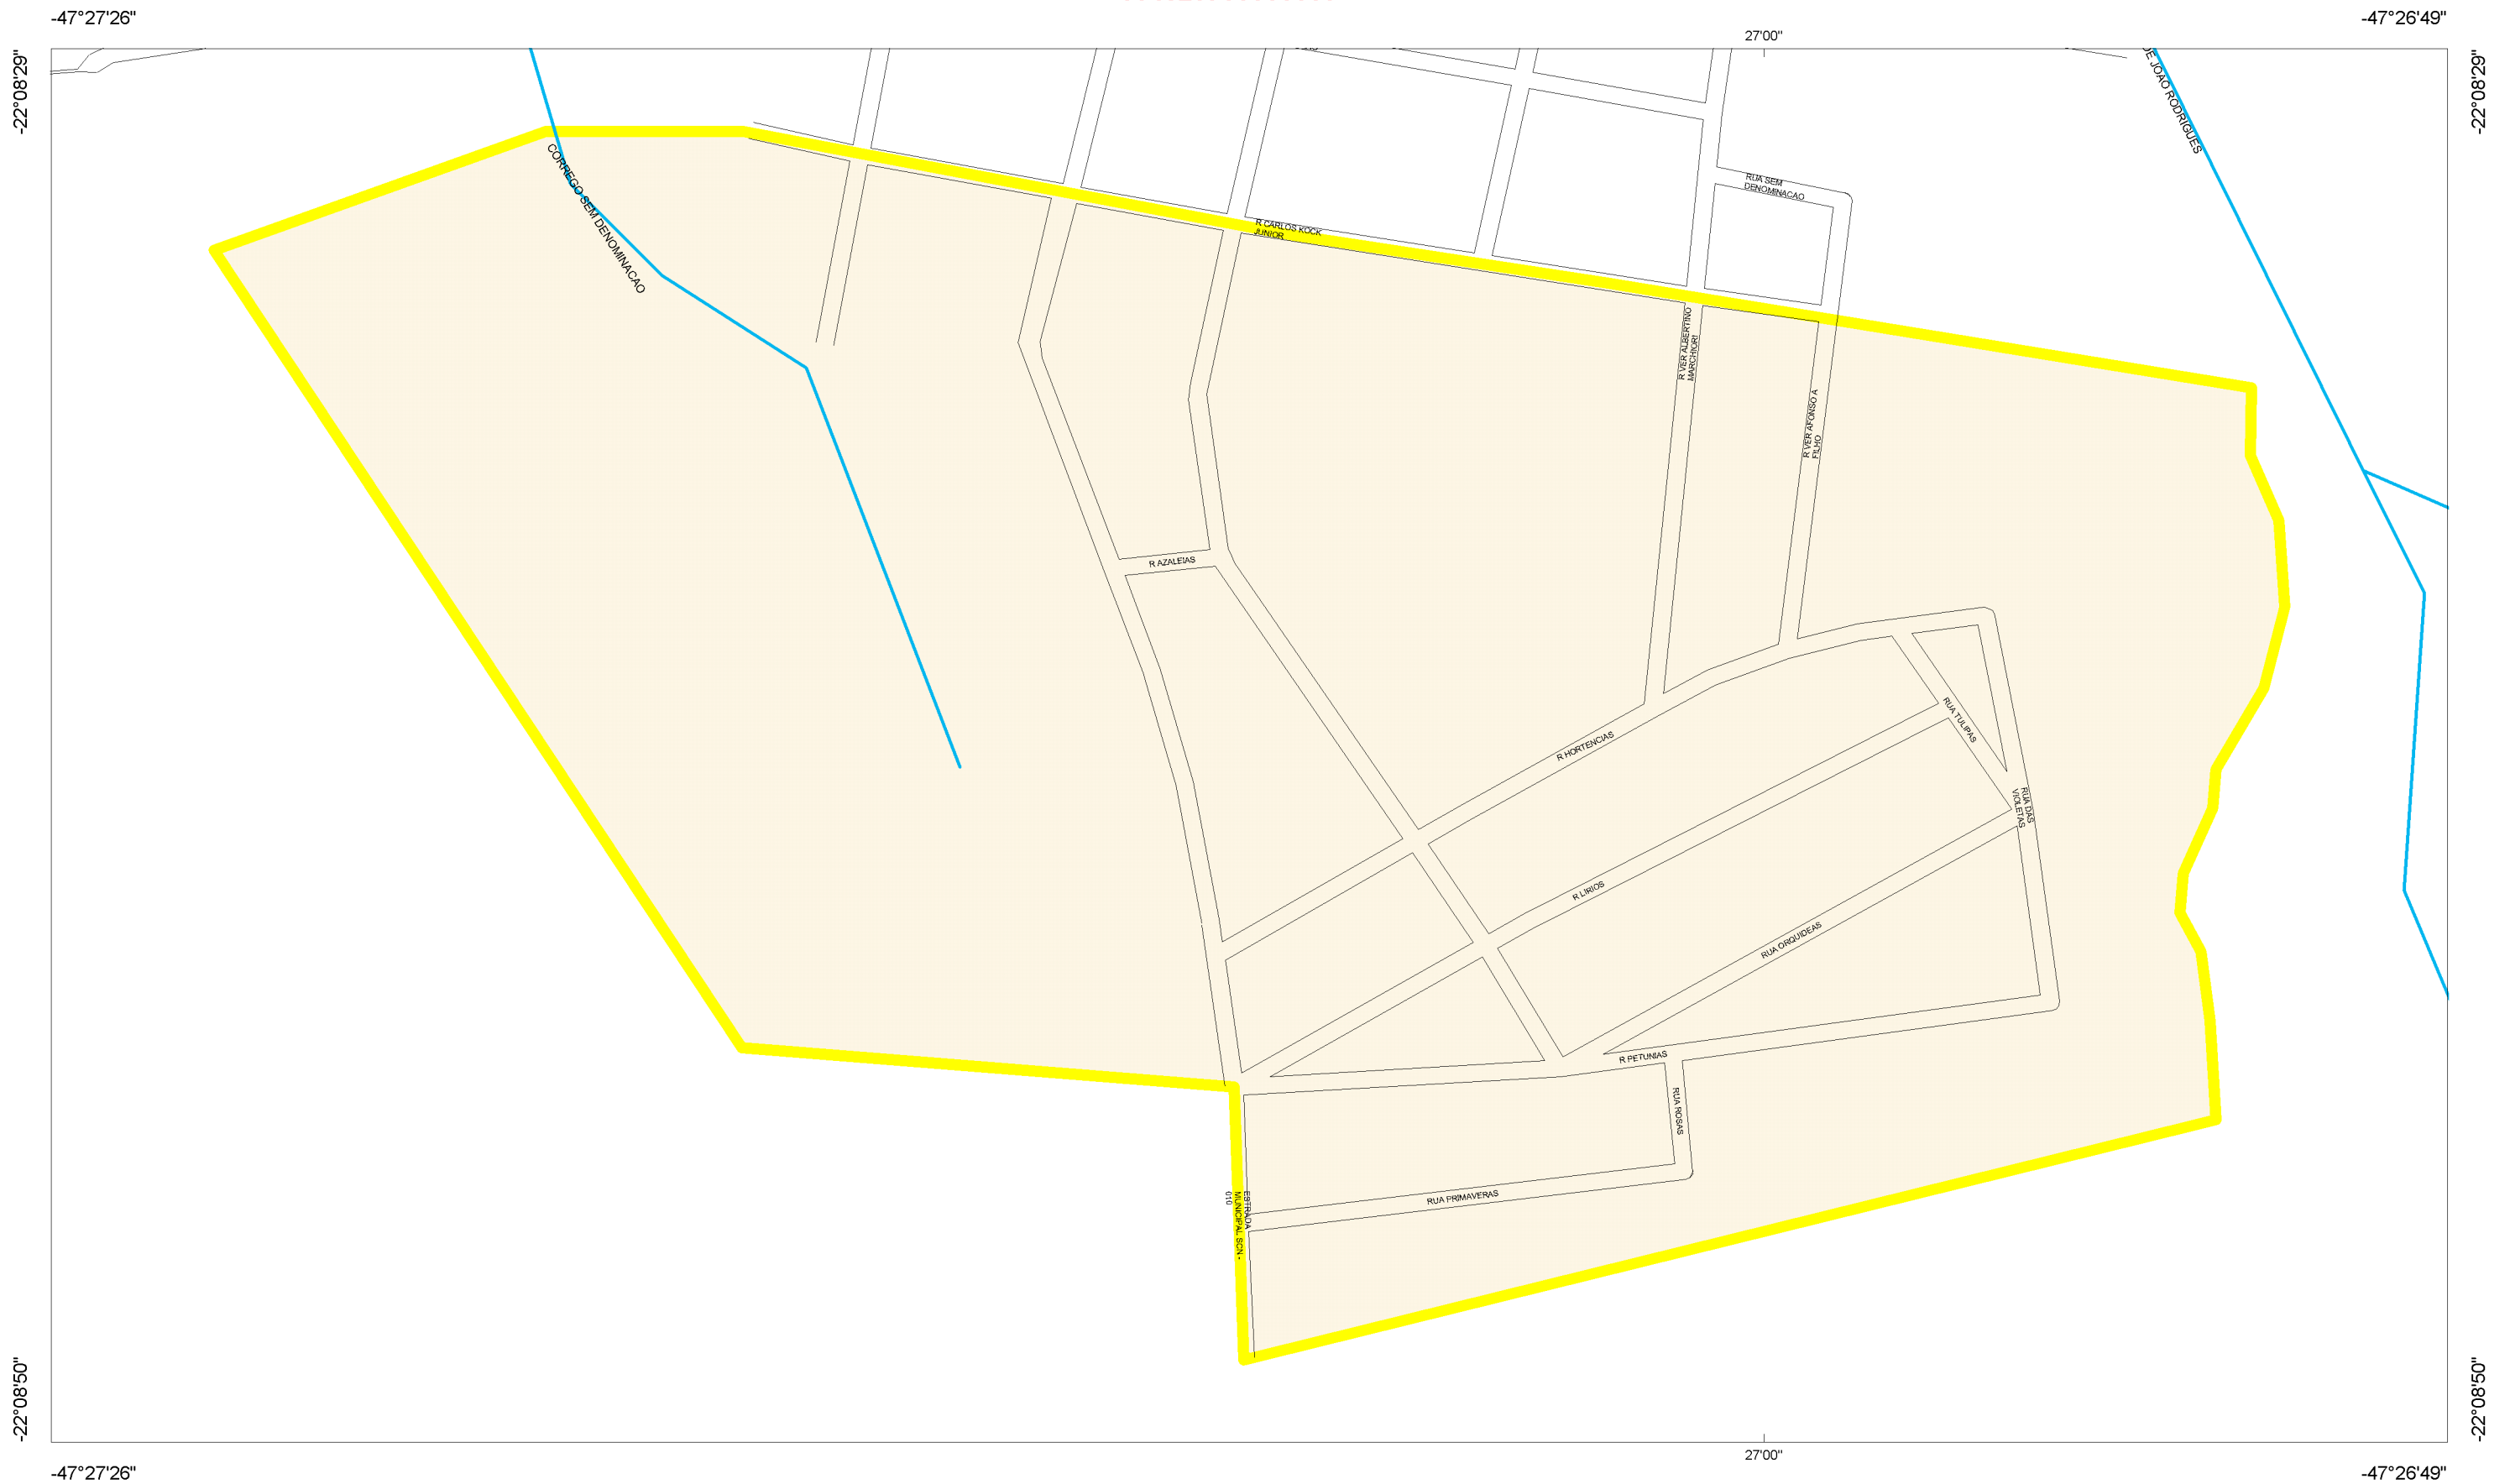 -47°27'26"
-47°26'49"
27'00"
-22°08'29"
-22°08'29"
DE JOAO RODRIGUES
CORREGO SEM DENOMINACAO
RUA SEM
DENOMINACAO
R CARLOS KOCK
JUNIOR
R VER ALBERTINO
MARCHIORI
R VER AFONSO A
FILHO
R AZALEIAS
RUA TULIPAS
R HORTENCIAS
RUA DAS
VIOLETAS
R LIRIOS
RUA ORQUIDEAS
R PETUNIAS
RUA ROSAS
RUA PRIMAVERAS
ESTRADA
MUNICIPAL SCN -
010
-22°08'50"
-22°08'50"
27'00"
-47°27'26"
-47°26'49"